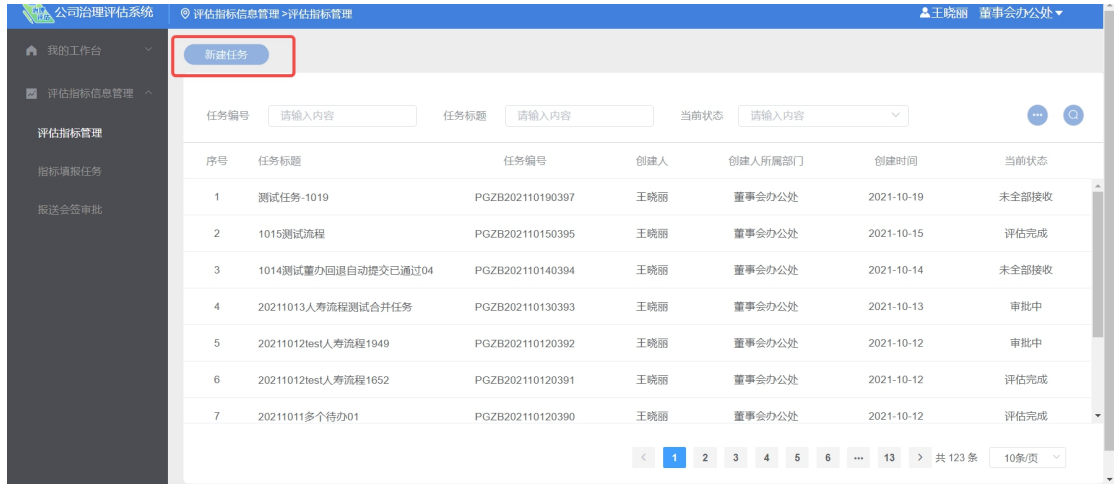 公司治理评估系统 评估指标信息管理>评估指标管理 王晓丽 董事会办公处
我的工作台 新建任务
评估指标信息管理
任务编号 请输入内容 任务标题 请输入内容 当前状态 请输入内容
评估指标管理
序号 任务标题 任务编号 创建人 创建人所属部门 创建时间 当前状态
指标填报任务
1 测试任务-1019 PGZB202110190397 王晓丽 董事会办公处 2021-10-19 未全部接收
报送会签审批
2 1015测试流程 PGZB202110150395 王晓丽 董事会办公处 2021-10-15 评估完成
3 1014测试董办回退自动提交已通过04 PGZB202110140394 王晓丽 董事会办公处 2021-10-14 未全部接收
4 20211013人寿流程测试合并任务 PGZB202110130393 王晓丽 董事会办公处 2021-10-13 审批中
5 20211012test人寿流程1949 PGZB202110120392 王晓丽 董事会办公处 2021-10-12 审批中
6 20211012test人寿流程1652 PGZB202110120391 王晓丽 董事会办公处 2021-10-12 评估完成
7 20211011多个待办01 PGZB202110120390 王晓丽 董事会办公处 2021-10-12 评估完成
< 1 2 3 4 5 6 ••• 13 > 共 123 条 10条/页